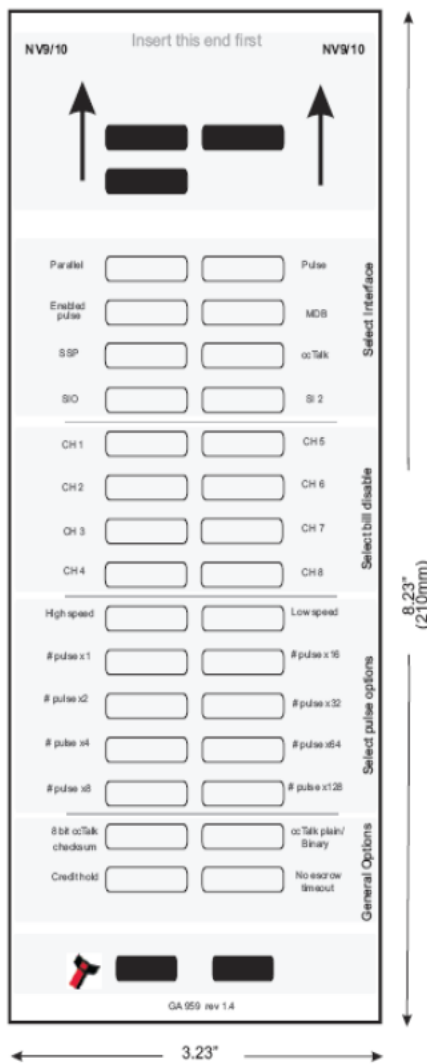 Insert this end first
NV9/10 NV9/10
Parallel Pulse
Enabled
pulse MDB
SSP ccTalk
SIO SI 2
Select Interface
CH 1 CH 5
CH 2 CH 6
CH 3 CH 7
CH 4 CH 8
Select bill disable
High speed Low speed
# pulse x1 # pulse x16
# pulse x2 # pulse x32
# pulse x4 # pulse x64
# pulse x8 # pulse x128
Select pulse options
8 bit ccTalk
checksum
ccTalk plain/
Binary
Credit hold
No escrow
timeout
General Options
GA 959 rev 1.4
8.23"
(210mm)
3.23"